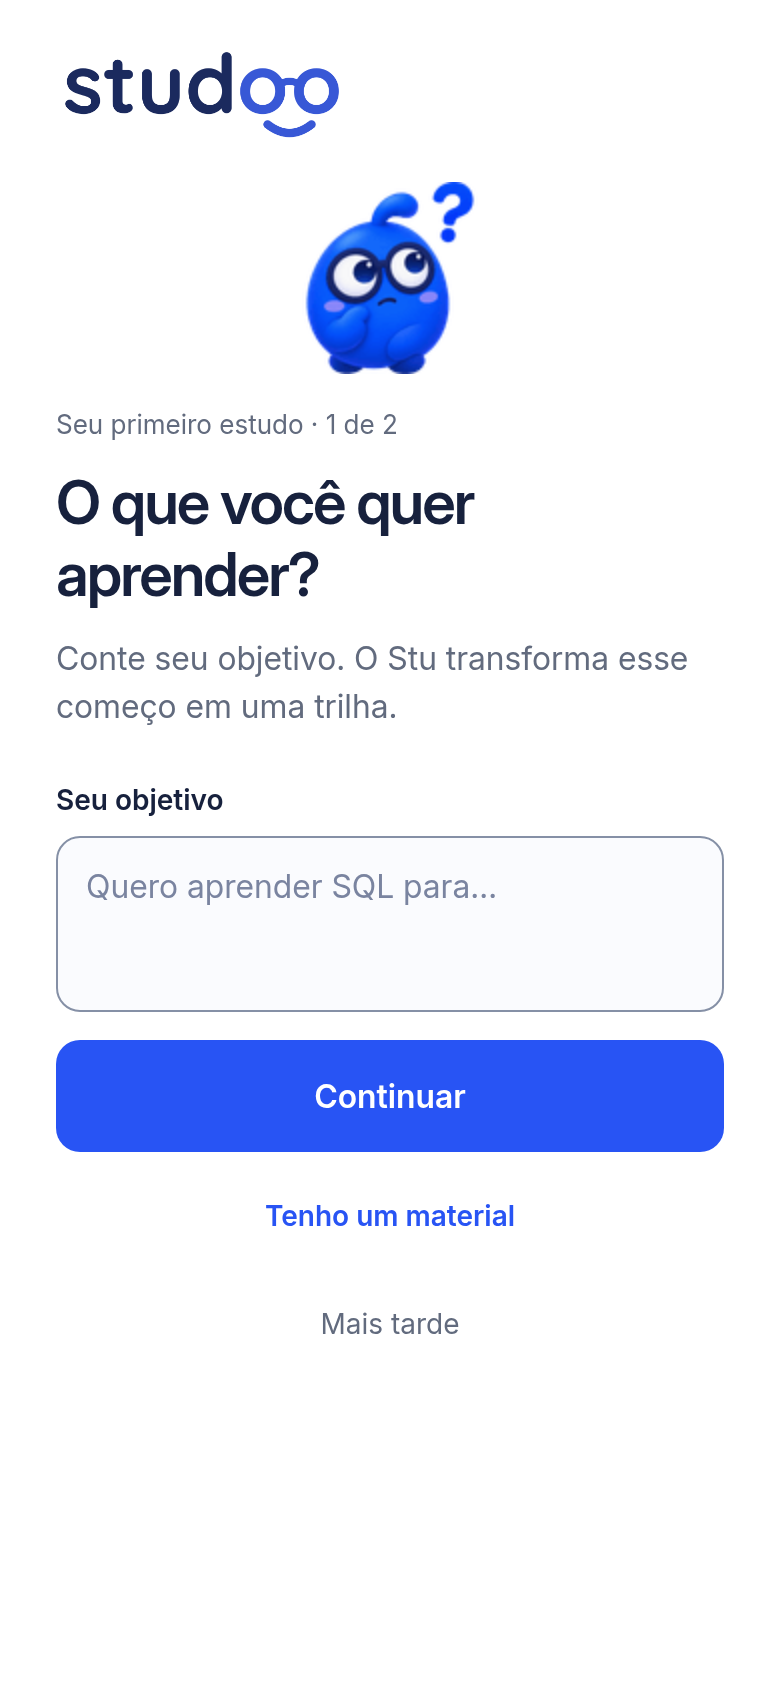 studoo
?
Seu primeiro estudo · 1 de 2
O que você quer
aprender?
Conte seu objetivo. O Stu transforma esse
começo em uma trilha.
Seu objetivo
Quero aprender SQL para...
Continuar
Tenho um material
Mais tarde